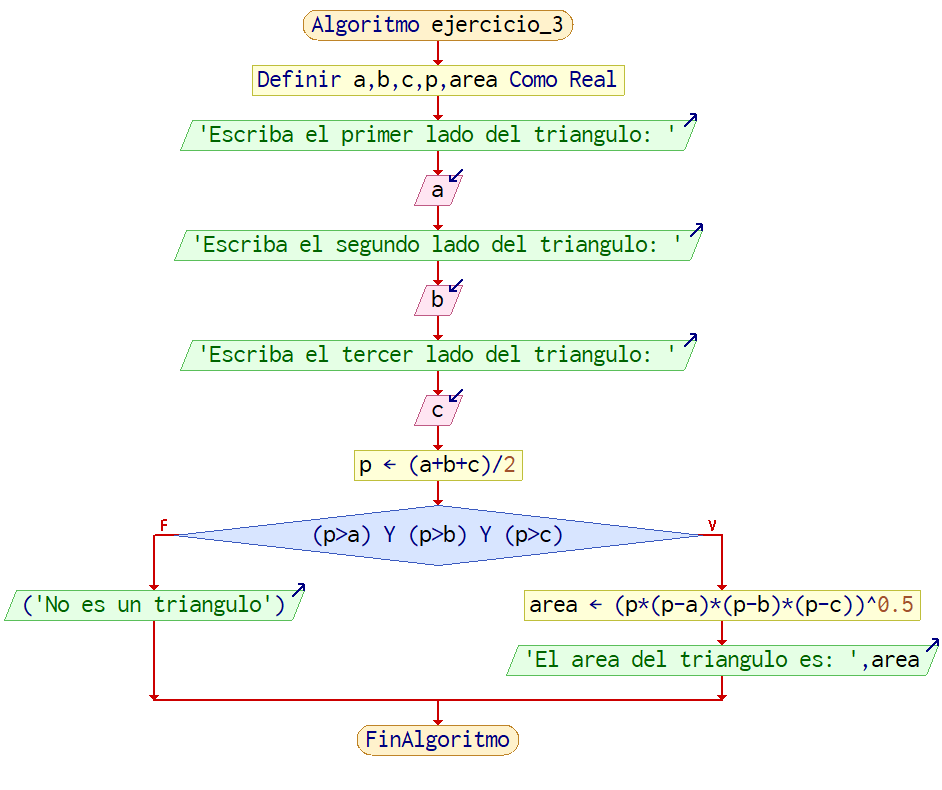 Algoritmo ejercicio_3
Definir a,b,c,p,area Como Real
'Escriba el primer lado del triangulo: '
a
'Escriba el segundo lado del triangulo: '
b
'Escriba el tercer lado del triangulo: '
c
p ← (a+b+c)/2
F
V
(p>a) Y (p>b) Y (p>c)
('No es un triangulo')
area ← (p*(p-a)*(p-b)*(p-c))^0.5
'El area del triangulo es: ',area
FinAlgoritmo